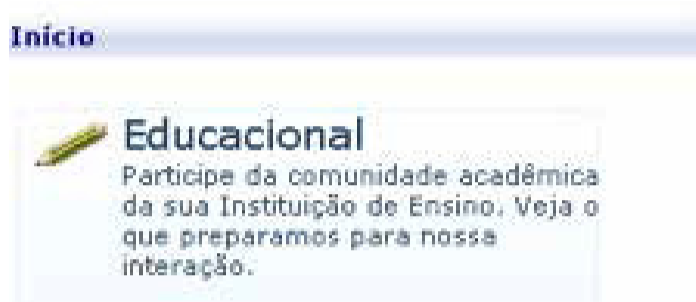 Início
Educacional
Participe da comunidade acadêmica
da sua Instituição de Ensino. Veja o
que preparamos para nossa
interação.